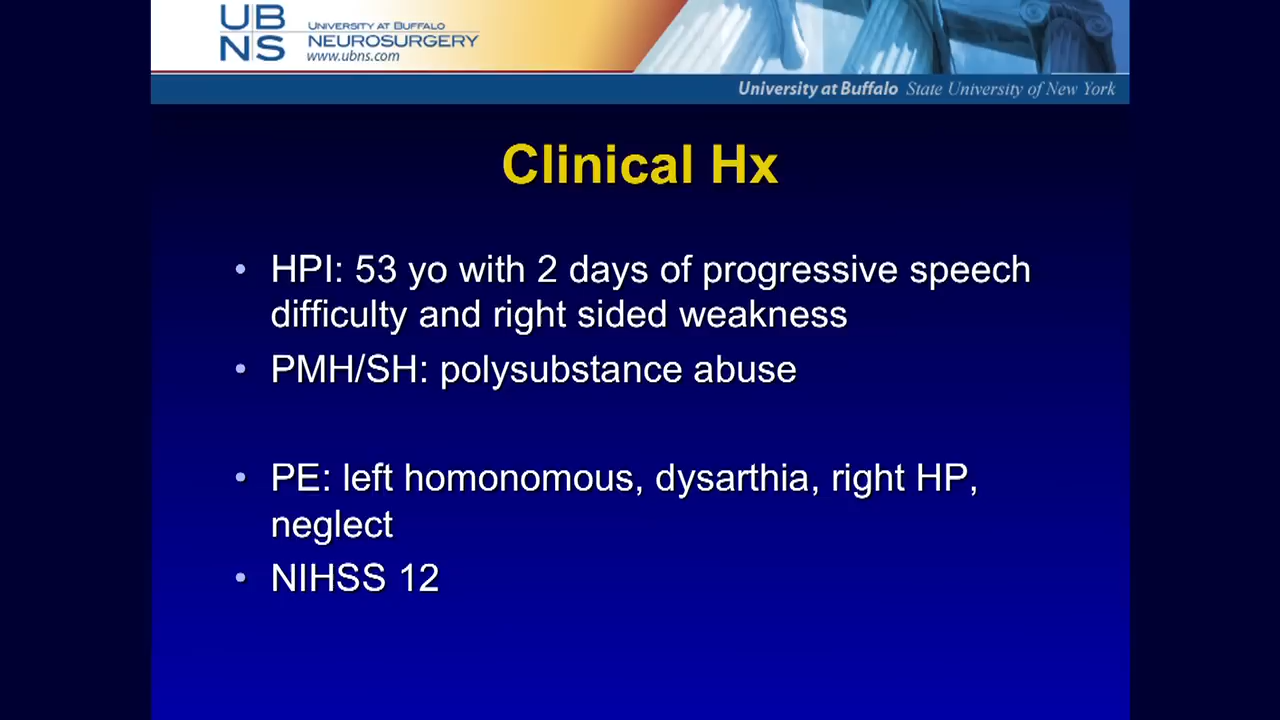 UB
NS
UNIVERSITY AT BUFFALO
NEUROSURGERY
www.ubns.com
University at Buffalo State University of New York
Clinical Hx
• HPI: 53 yo with 2 days of progressive speech
difficulty and right sided weakness
• PMH/SH: polysubstance abuse
• PE: left homonomous, dysarthia, right HP,
neglect
• NIHSS 12